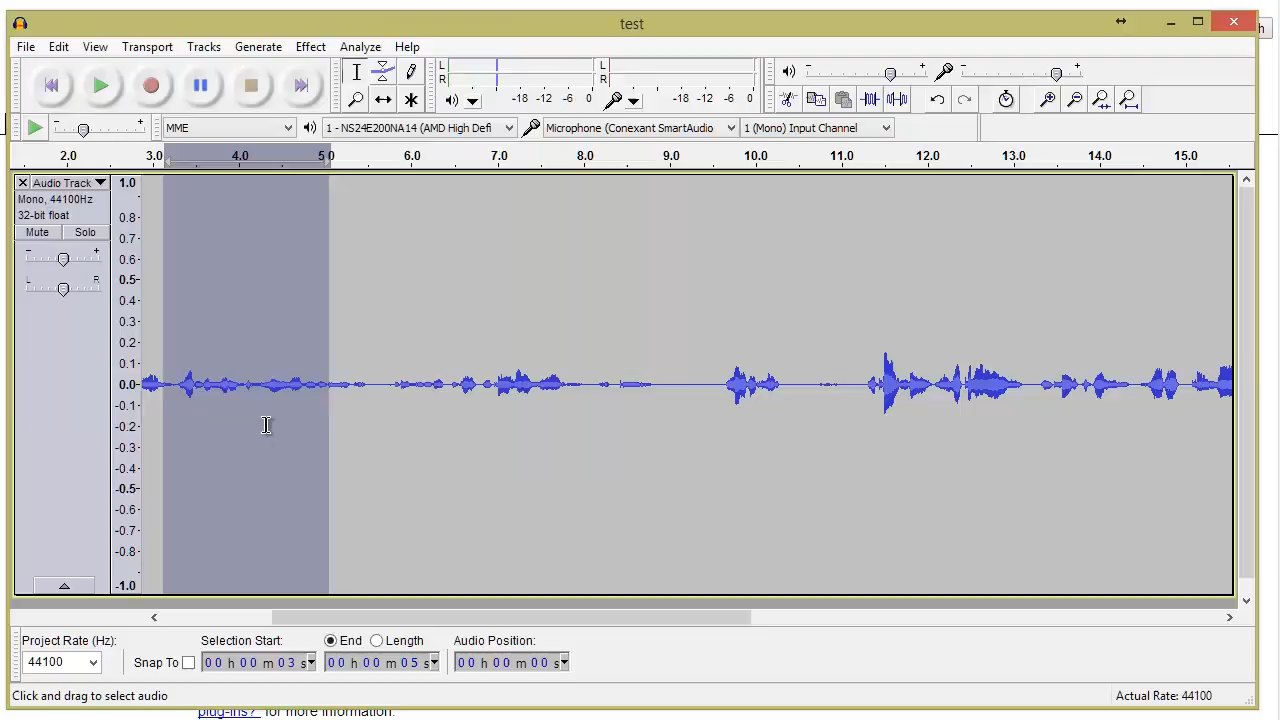 test
File Edit View Transport Tracks Generate Effect Analyze Help
L
R
-18 -12 -6 0
L
R
-18 -12 -6 0
MME
1 - NS24E200NA14 (AMD High Defi
Microphone (Conexant SmartAudio
1 (Mono) Input Channel
2.0 3.0 4.0 5.0 6.0 7.0 8.0 9.0 10.0 11.0 12.0 13.0 14.0 15.0
Audio Track
Mono, 44100Hz
32-bit float
Mute Solo
- +
L R
1.0
0.8
0.7
0.6
0.5
0.4
0.3
0.2
0.1
0.0
-0.1
-0.2
-0.3
-0.4
-0.5
-0.6
-0.7
-0.8
-1.0
Project Rate (Hz): Selection Start: End Length Audio Position:
44100 Snap To 00 h 00 m 03 s 00 h 00 m 05 s 00 h 00 m 00 s
Click and drag to select audio Actual Rate: 44100
plug-ins? for more information.